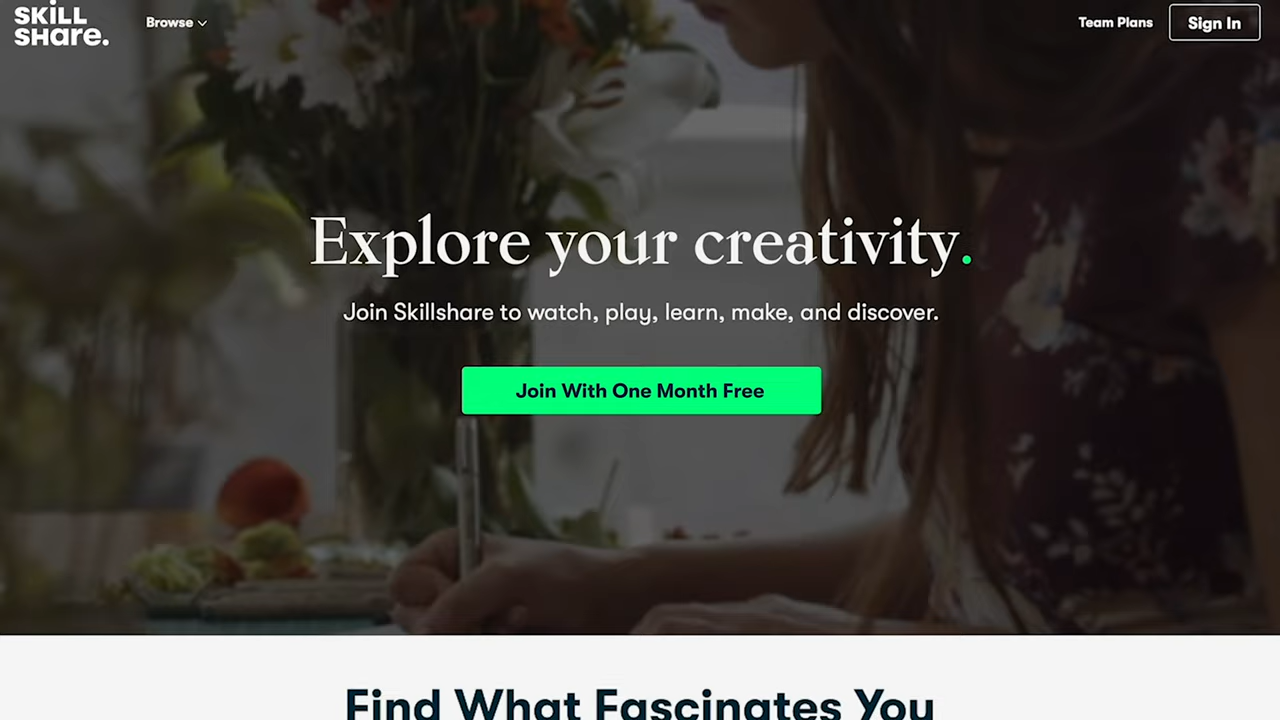 SKiLL
SHare.
Browse
Team Plans
Sign In
Explore your creativity.
Join Skillshare to watch, play, learn, make, and discover.
Join With One Month Free
Find What Fascinates You